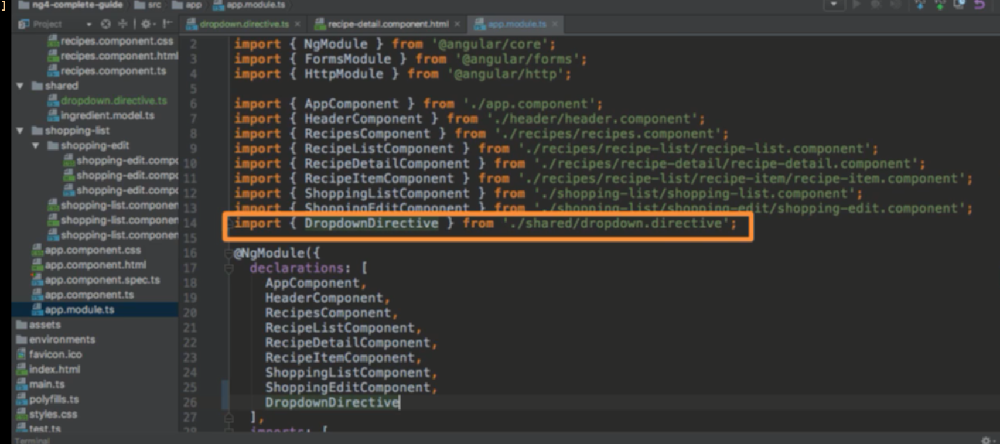 ]
ng4-complete-guide src app app.module.ts
Project
dropdown.directive.ts × recipe-detail.component.html × app.module.ts ×
recipes.component.css
recipes.component.html
recipes.component.ts
shared
dropdown.directive.ts
ingredient.model.ts
shopping-list
shopping-edit
shopping-edit.compo
shopping-edit.compo
shopping-edit.compo
shopping-list.componen
shopping-list.componen
shopping-list.componen
app.component.css
app.component.html
app.component.spec.ts
app.component.ts
app.module.ts
assets
environments
favicon.ico
index.html
main.ts
polyfills.ts
styles.css
test.ts
2 import { NgModule } from '@angular/core';
3 import { FormsModule } from '@angular/forms';
4 import { HttpModule } from '@angular/http';
5
6 import { AppComponent } from './app.component';
7 import { HeaderComponent } from './header/header.component';
8 import { RecipesComponent } from './recipes/recipes.component';
9 import { RecipeListComponent } from './recipes/recipe-list/recipe-list.component';
10 import { RecipeDetailComponent } from './recipes/recipe-detail/recipe-detail.component';
11 import { RecipeItemComponent } from './recipes/recipe-list/recipe-item/recipe-item.component';
12 import { ShoppingListComponent } from './shopping-list/shopping-list.component';
13 import { ShoppingEditComponent } from './shopping-list/shopping-edit/shopping-edit.component';
14 import { DropdownDirective } from './shared/dropdown.directive';
15
16 @NgModule({
17 declarations: [
18 AppComponent,
19 HeaderComponent,
20 RecipesComponent,
21 RecipeListComponent,
22 RecipeDetailComponent,
23 RecipeItemComponent,
24 ShoppingListComponent,
25 ShoppingEditComponent,
26 DropdownDirective
27 ],
28 imports: [
Terminal